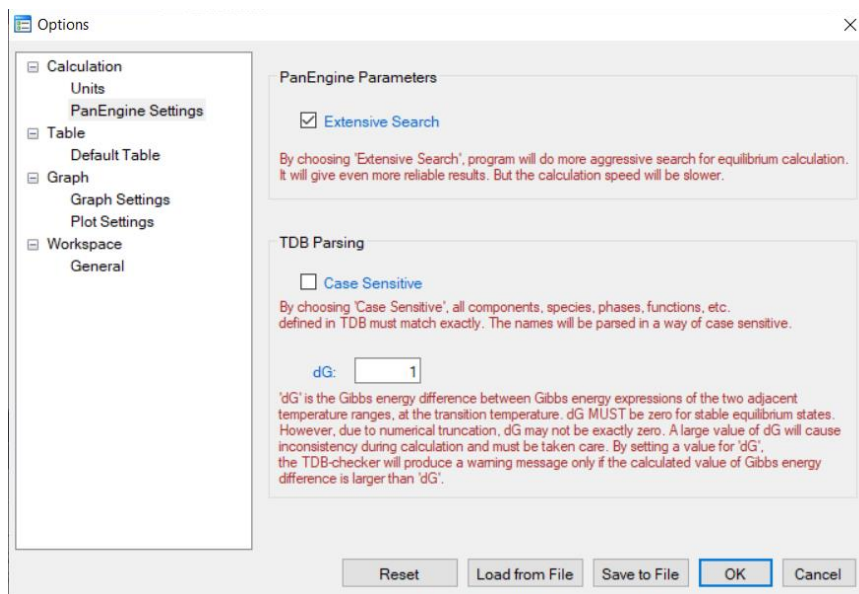 Options
Calculation
Units
PanEngine Settings
Table
Default Table
Graph
Graph Settings
Plot Settings
Workspace
General
PanEngine Parameters
Extensive Search
By choosing 'Extensive Search', program will do more aggressive search for equilibrium calculation.
It will give even more reliable results. But the calculation speed will be slower.
TDB Parsing
Case Sensitive
By choosing 'Case Sensitive', all components, species, phases, functions, etc.
defined in TDB must match exactly. The names will be parsed in a way of case sensitive.
dG: 1
'dG' is the Gibbs energy difference between Gibbs energy expressions of the two adjacent
temperature ranges, at the transition temperature. dG MUST be zero for stable equilibrium states.
However, due to numerical truncation, dG may not be exactly zero. A large value of dG will cause
inconsistency during calculation and must be taken care. By setting a value for 'dG',
the TDB-checker will produce a warning message only if the calculated value of Gibbs energy
difference is larger than 'dG'.
Reset Load from File Save to File OK Cancel